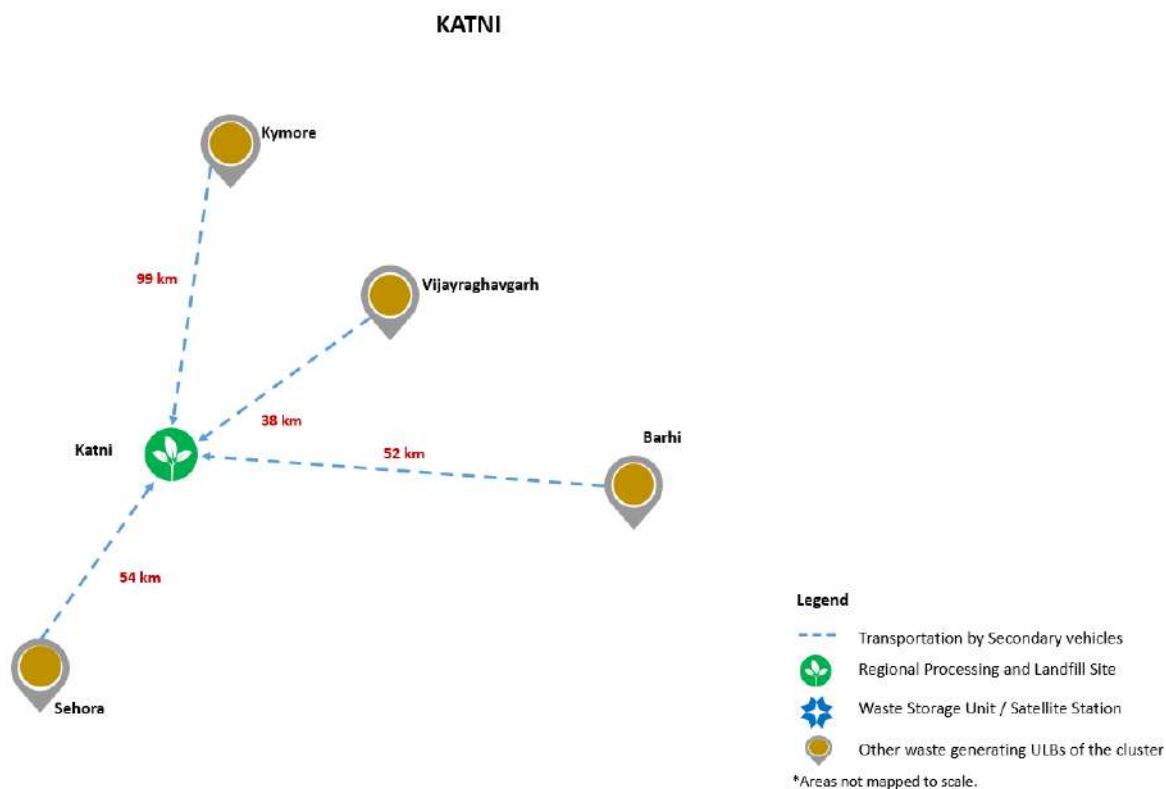 KATNI
Kymore
99 km
Vijayraghavgarh
38 km
Katni
52 km
Barhi
54 km
Sehora
Legend
Transportation by Secondary vehicles
Regional Processing and Landfill Site
Waste Storage Unit / Satellite Station
Other waste generating ULBs of the cluster
*Areas not mapped to scale.